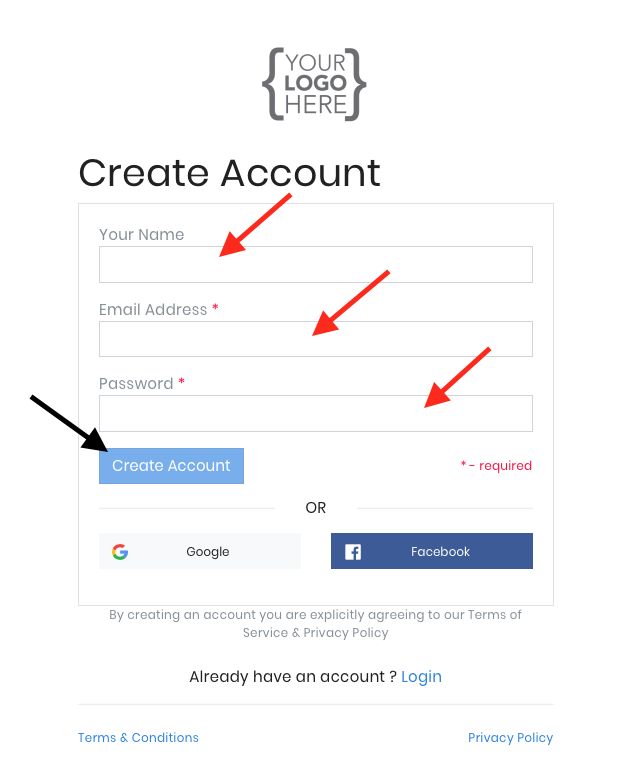 YOUR
LOGO
HERE
Create Account
Your Name
Email Address *
Password *
Create Account
* - required
OR
Google
Facebook
By creating an account you are explicitly agreeing to our Terms of
Service & Privacy Policy
Already have an account ? Login
Terms & Conditions
Privacy Policy